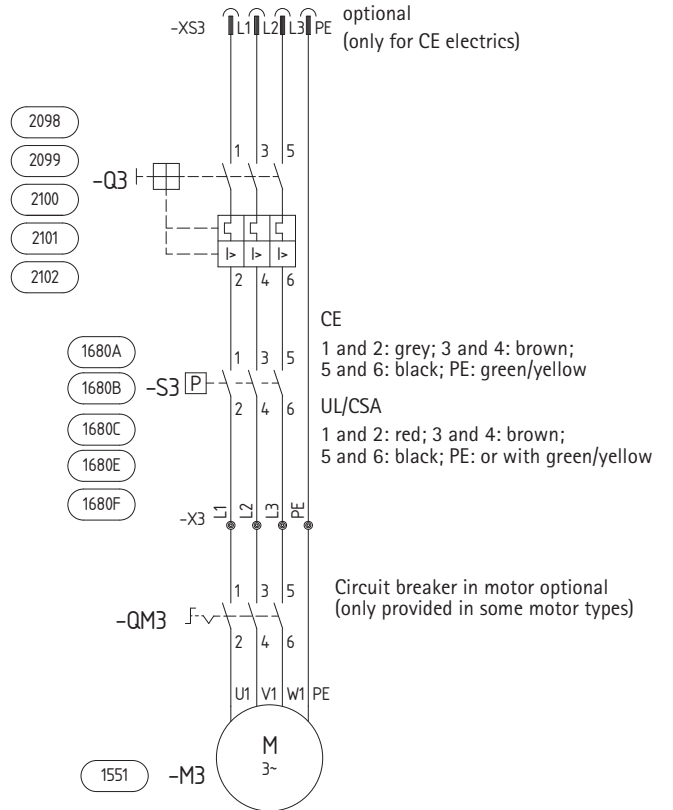 optional
-XS3 L1 L2 L3 PE
(only for CE electrics)
2098
1 3 5
2099
-Q3
2100
2101
I> I> I>
2102
2 4 6
CE
1680A
1 3 5
1 and 2: grey; 3 and 4: brown;
5 and 6: black; PE: green/yellow
1680B -S3 P
2 4 6
UL/CSA
1680C
1 and 2: red; 3 and 4: brown;
5 and 6: black; PE: or with green/yellow
1680E
1680F
-X3 L1 L2 L3 PE
1 3 5
Circuit breaker in motor optional
(only provided in some motor types)
-QM3
2 4 6
U1 V1 W1 PE
M
3~
1551 -M3